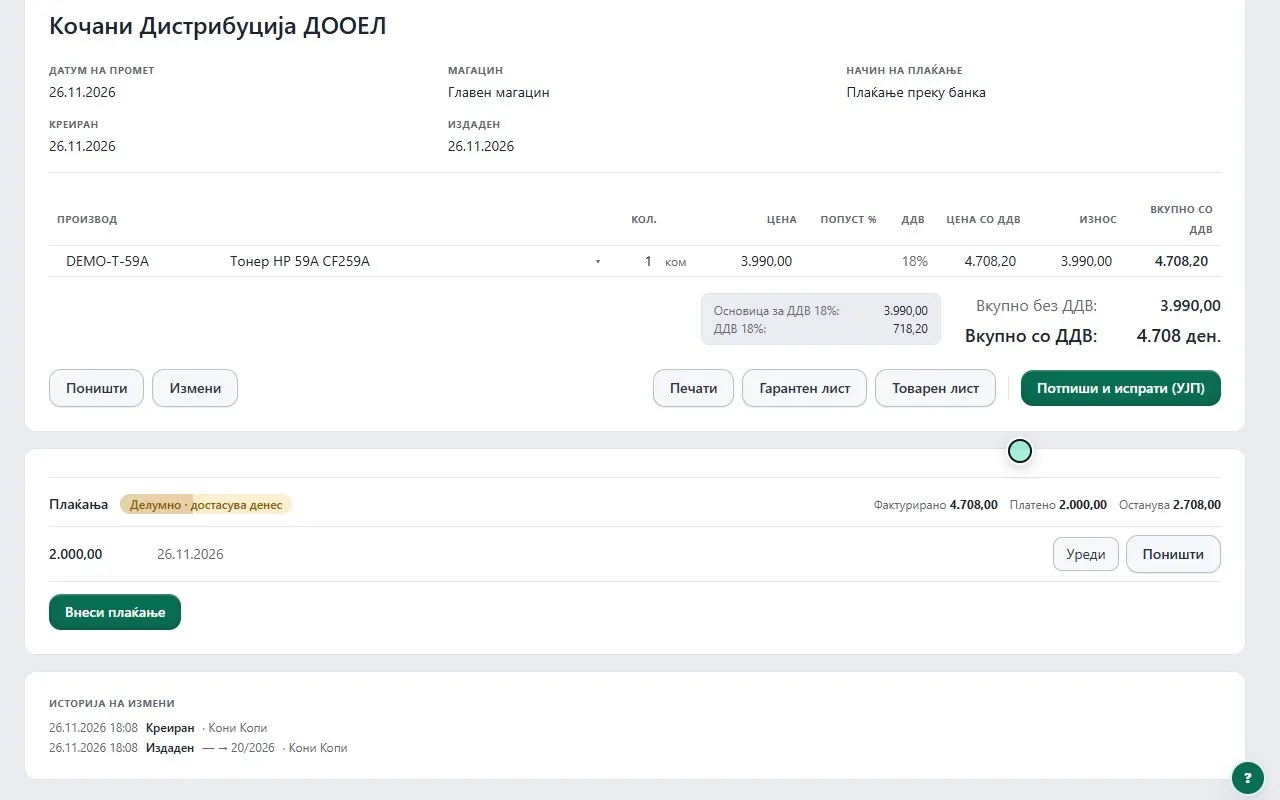 Кочани Дистрибуција ДООЕЛ
ДАТУМ НА ПРОМЕТ МАГАЦИН НАЧИН НА ПЛАЌАЊЕ
26.11.2026 Главен магацин Плаќање преку банка
КРЕИРАН ИЗДАДЕН
26.11.2026 26.11.2026
ПРОИЗВОД КОЛ. ЦЕНА ПОПУСТ % ДДВ ЦЕНА СО ДДВ ИЗНОС ВКУПНО СО ДДВ
DEMO-T-59A Тонер HP 59A CF259A 1 ком 3.990,00 18% 4.708,20 3.990,00 4.708,20
Основица за ДДВ 18%: 3.990,00 Вкупно без ДДВ: 3.990,00
ДДВ 18%: 718,20 Вкупно со ДДВ: 4.708 ден.
Поништи Измени Печати Гарантен лист Товарен лист Потпиши и испрати (УЈП)
Плаќања Делумно · достасува денес Фактурирано 4.708,00 Платено 2.000,00 Останува 2.708,00
2.000,00 26.11.2026 Уреди Поништи
Внеси плаќање
ИСТОРИЈА НА ИЗМЕНИ
26.11.2026 18:08 Креиран · Кони Копи
26.11.2026 18:08 Издаден — → 20/2026 · Кони Копи
?